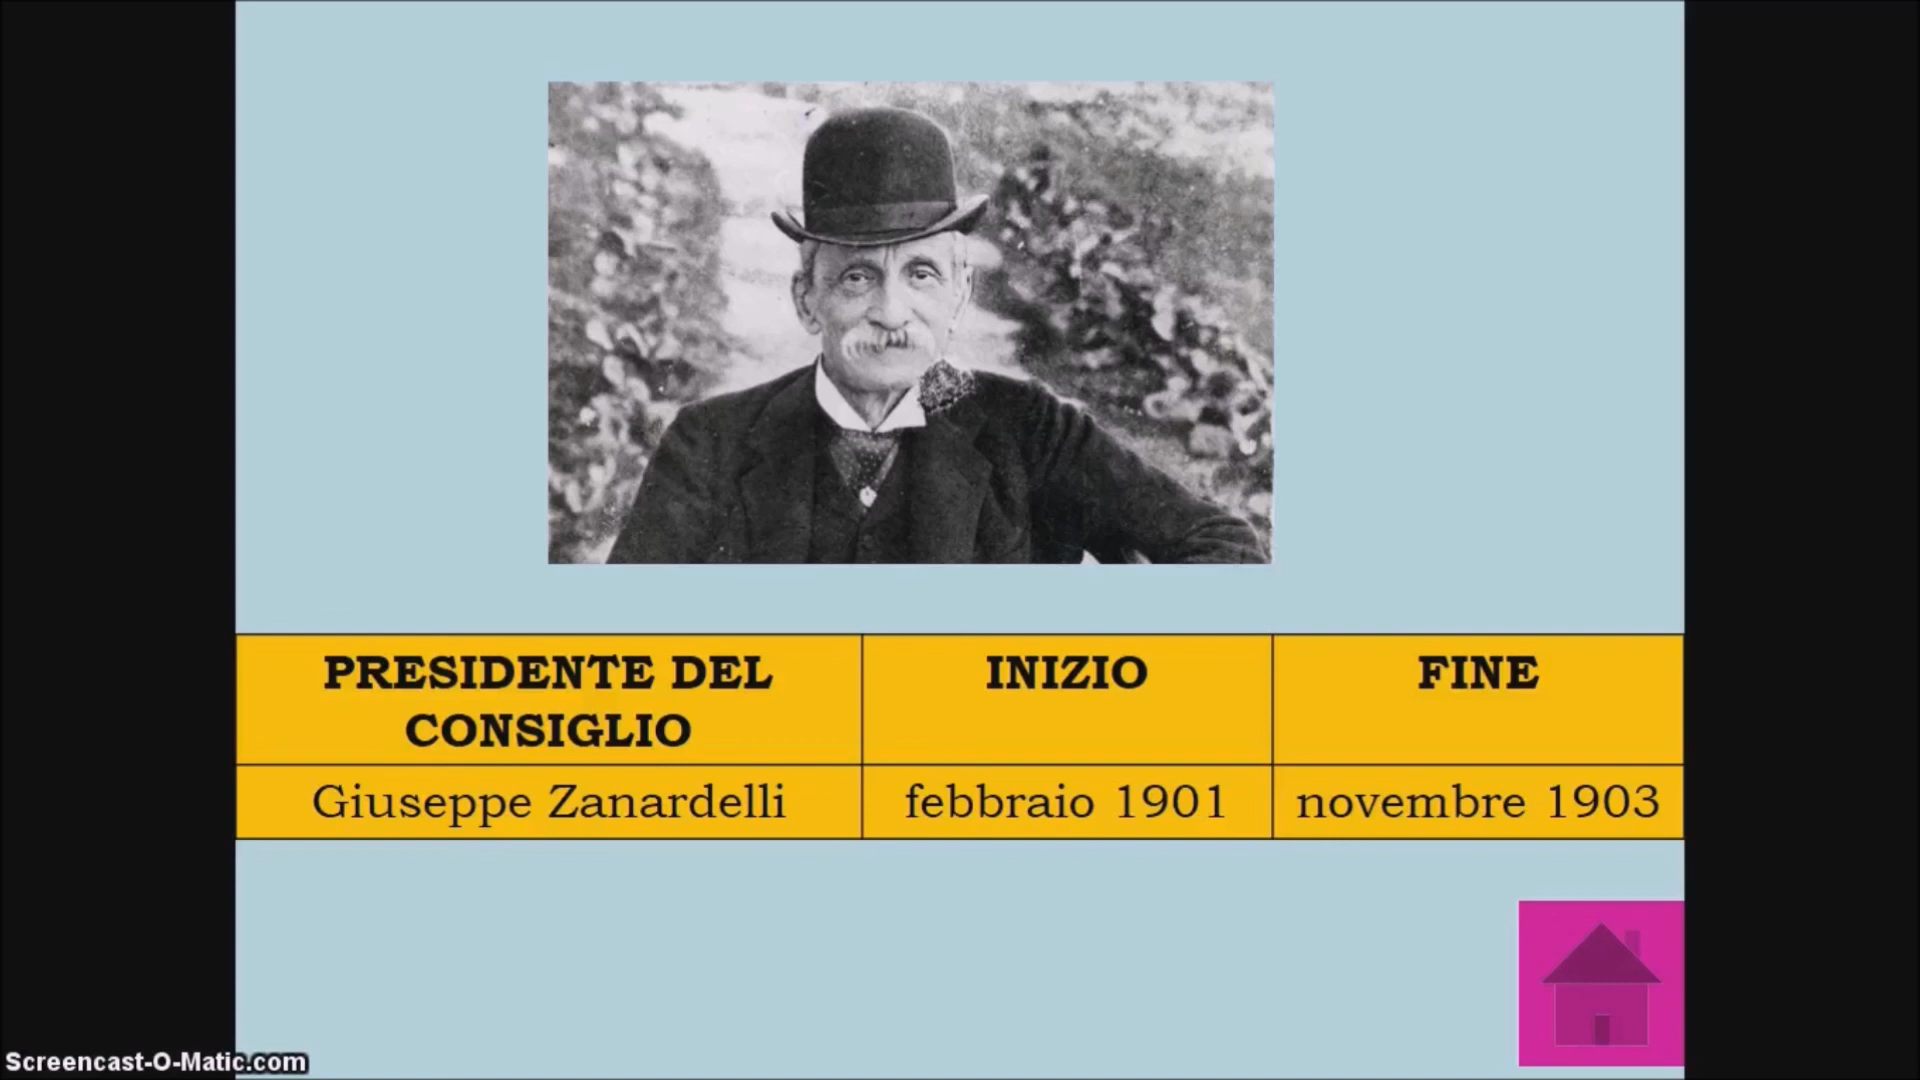 PRESIDENTE DEL
CONSIGLIO
INIZIO
FINE
Giuseppe Zanardelli
febbraio 1901
novembre 1903
Screencast-O-Matic.com